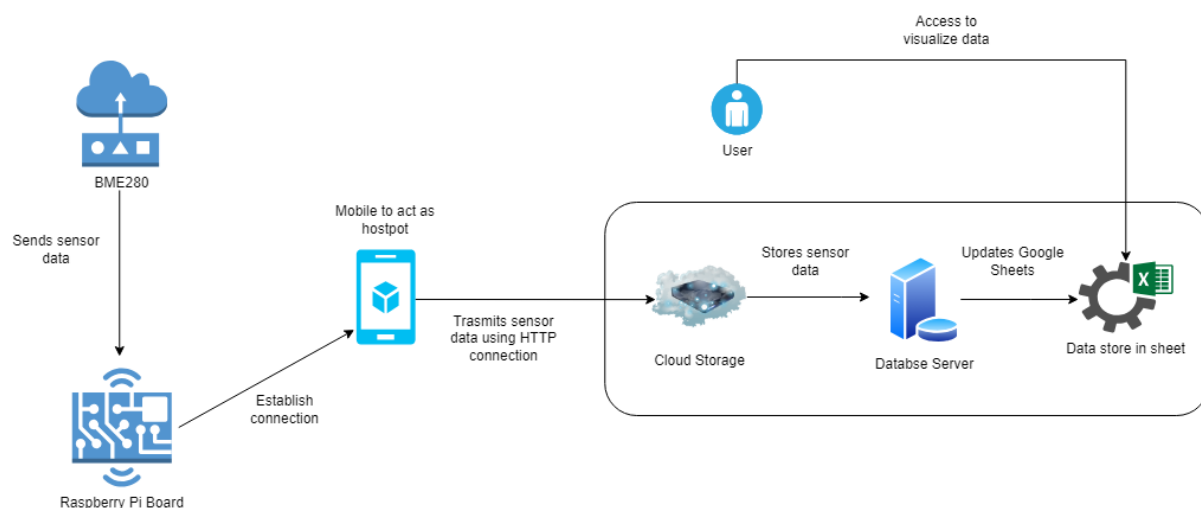 Access to
visualize data
User
BME280
Sends sensor
data
Mobile to act as
hostpot
Stores sensor
data
Updates Google
Sheets
X
Trasmits sensor
data using HTTP
connection
Cloud Storage
Databse Server
Data store in sheet
Establish
connection
Raspberry Pi Board